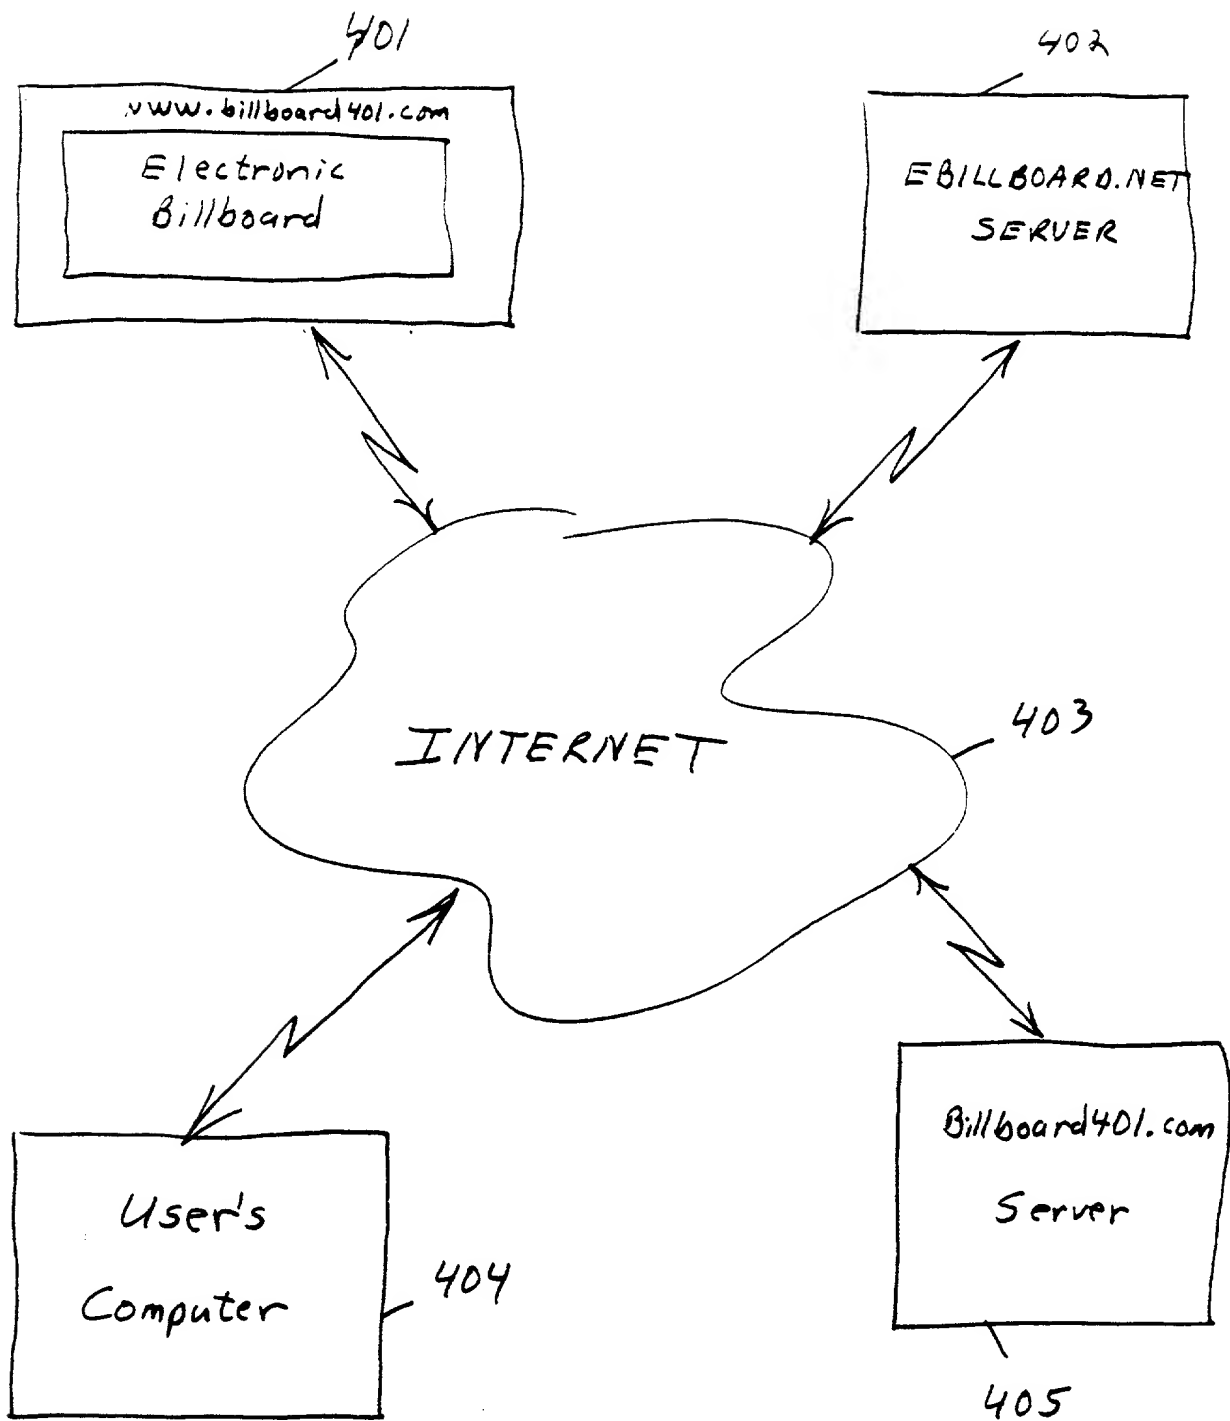 401
www.billboard401.com
Electronic
Billboard
402
EBILLBOARD.NET
SERVER
INTERNET
403
User's
Computer
404
Billboard401.com
Server
405